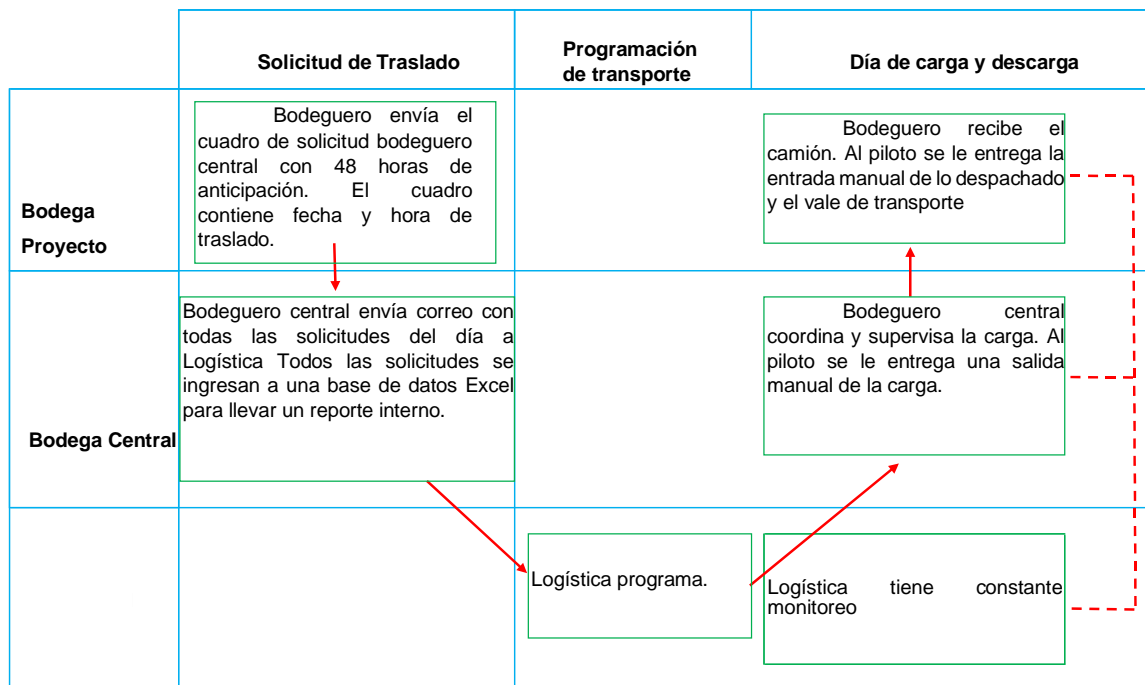 Solicitud de Traslado
Programación
de transporte
Día de carga y descarga
Bodega
Proyecto
Bodeguero envía el
cuadro de solicitud bodeguero
central con 48 horas de
anticipación. El cuadro
contiene fecha y hora de
traslado.
Bodeguero recibe el
camión. Al piloto se le entrega la
entrada manual de lo despachado
y el vale de transporte
Bodega Central
Bodeguero central envía correo con
todas las solicitudes del día a
Logística Todos las solicitudes se
ingresan a una base de datos Excel
para llevar un reporte interno.
Bodeguero central
coordina y supervisa la carga. Al
piloto se le entrega una salida
manual de la carga.
Logística programa.
Logística tiene constante
monitoreo